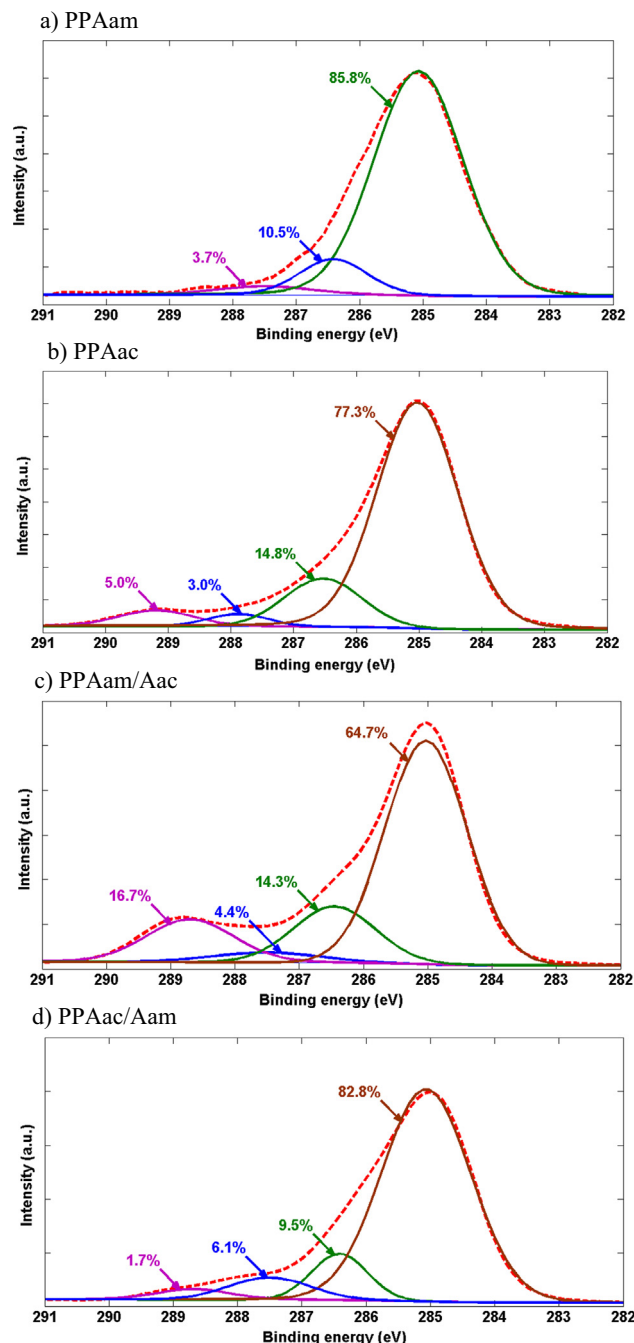 a) PPAam
85.8%
10.5%
3.7%
Intensity (a.u.)
291 290 289 288 287 286 285 284 283 282
Binding energy (eV)
b) PPAac
77.3%
14.8%
5.0%
3.0%
Intensity (a.u.)
291 290 289 288 287 286 285 284 283 282
Binding energy (eV)
c) PPAam/Aac
64.7%
14.3%
16.7%
4.4%
Intensity (a.u.)
291 290 289 288 287 286 285 284 283 282
Binding energy (eV)
d) PPAac/Aam
82.8%
9.5%
6.1%
1.7%
Intensity (a.u.)
291 290 289 288 287 286 285 284 283 282
Binding energy (eV)